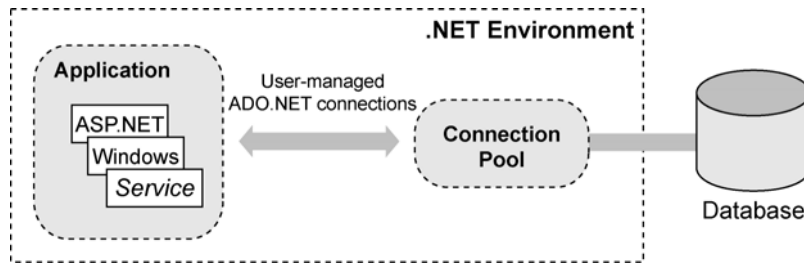 .NET Environment
Application
ASP.NET
Windows
Service
User-managed
ADO.NET connections
Connection
Pool
Database